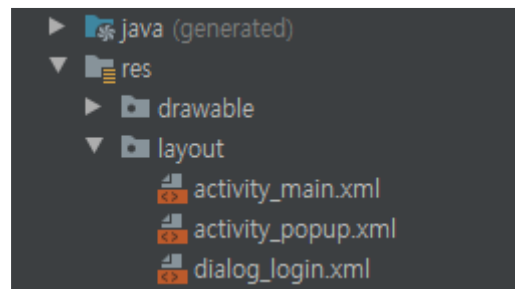 java (generated)
res
drawable
layout
activity_main.xml
activity_popup.xml
dialog_login.xml